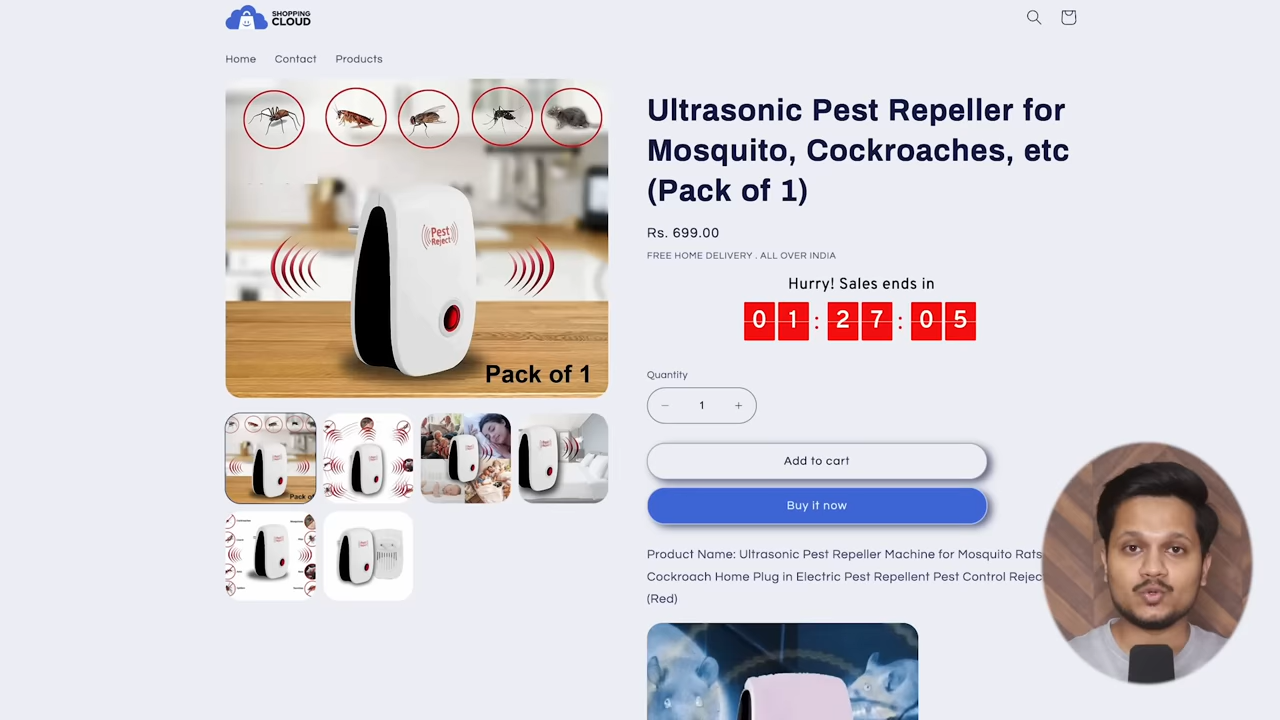 SHOPPING
CLOUD
Home Contact Products
Pest
Reject
Pack of 1
Ultrasonic Pest Repeller for
Mosquito, Cockroaches, etc
(Pack of 1)
Rs. 699.00
FREE HOME DELIVERY . ALL OVER INDIA
Hurry! Sales ends in
01:27:05
Quantity
− 1 +
Add to cart
Buy it now
Product Name: Ultrasonic Pest Repeller Machine for Mosquito Rats
Cockroach Home Plug in Electric Pest Repellent Pest Control Rejec
(Red)